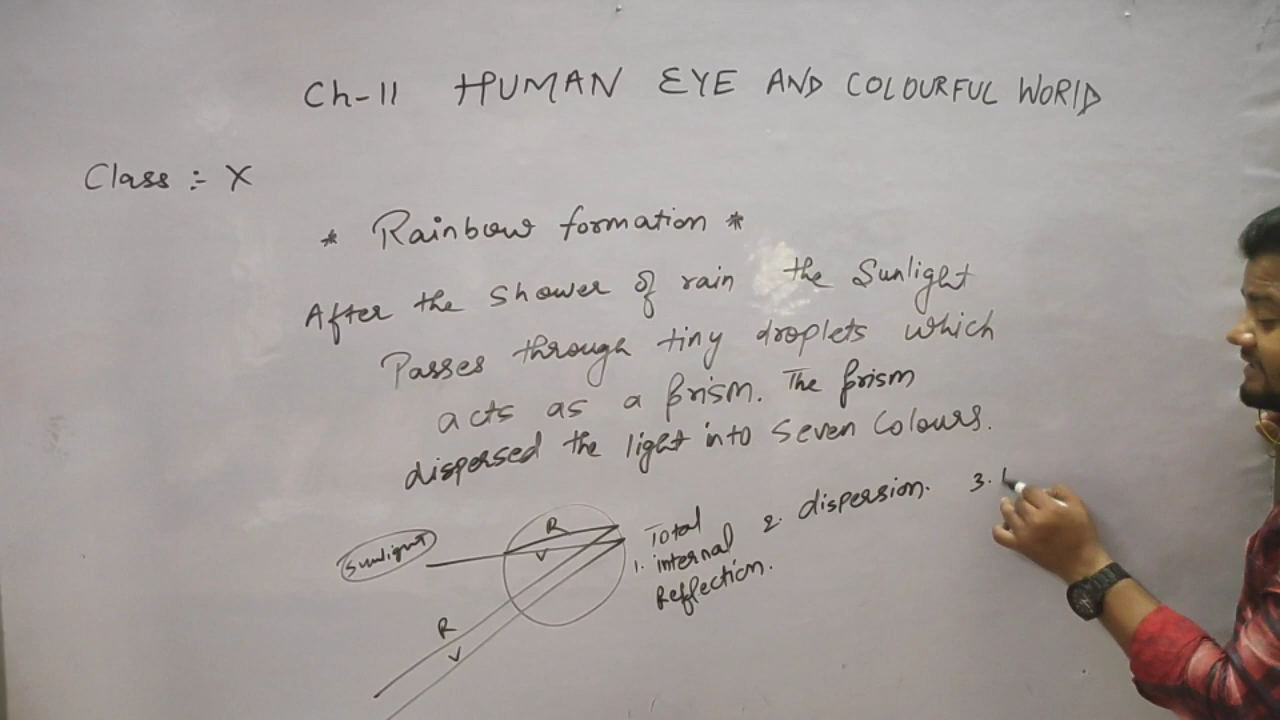 Ch-11 HUMAN EYE AND COLOURFUL WORLD
Class :- X
* Rainbow formation *
After the shower of rain the Sunlight
Passes through tiny droplets which
acts as a prism. The prism
dispersed the light into seven colours.
Sunlight
R
V
R
V
Total
1. internal
Reflection.
2. dispersion.
3.